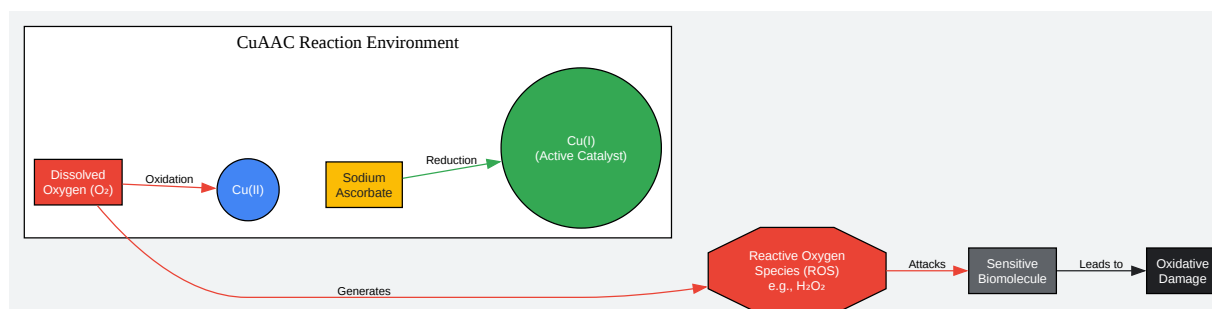 CuAAC Reaction Environment
Dissolved
Oxygen (O₂)
Oxidation
Cu(II)
Sodium
Ascorbate
Reduction
Cu(I)
(Active Catalyst)
Generates
Reactive Oxygen
Species (ROS)
e.g., H₂O₂
Attacks
Sensitive
Biomolecule
Leads to
Oxidative
Damage